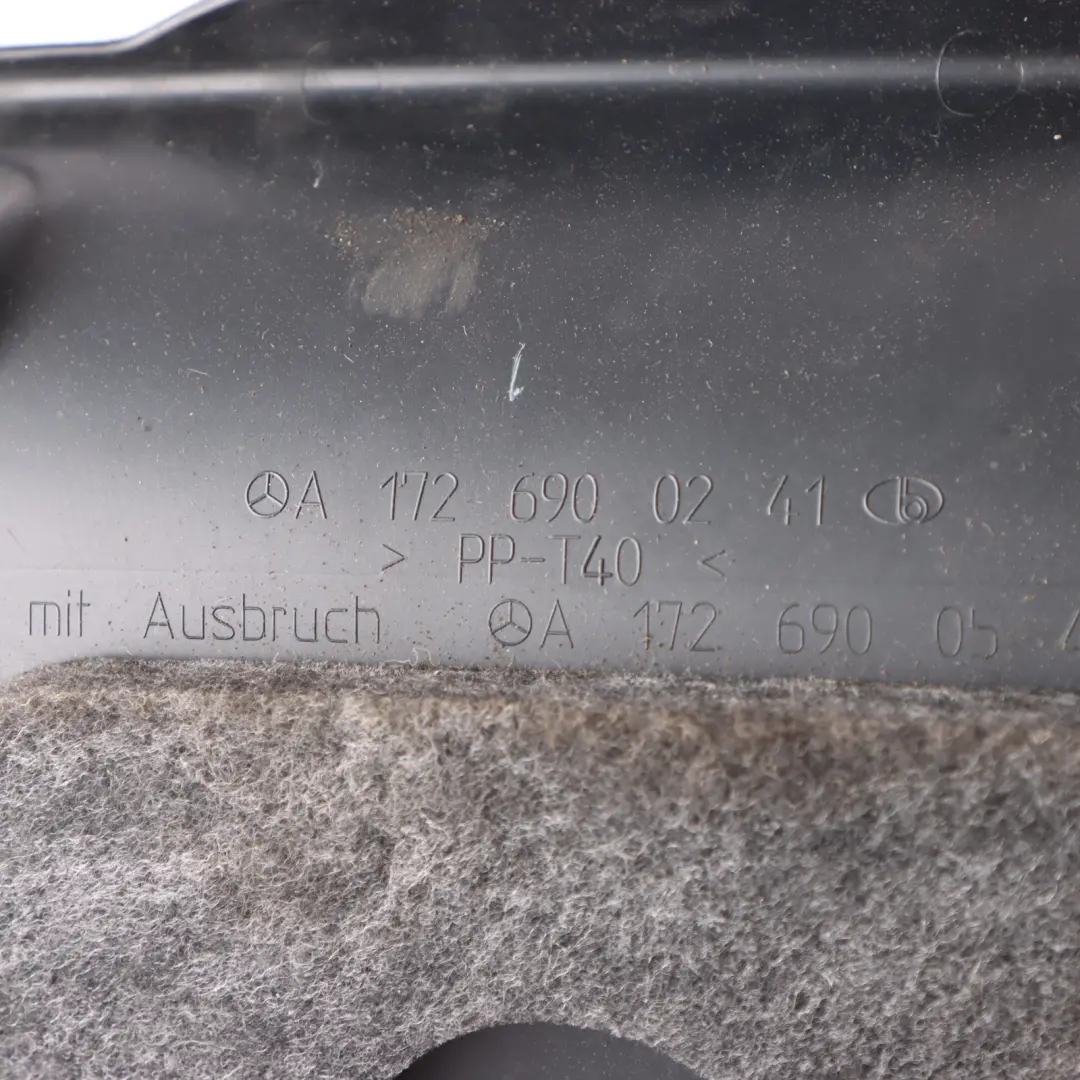 A 172 690 02 41 b
> PP-T40 <
mit Ausbruch A 172 690 05